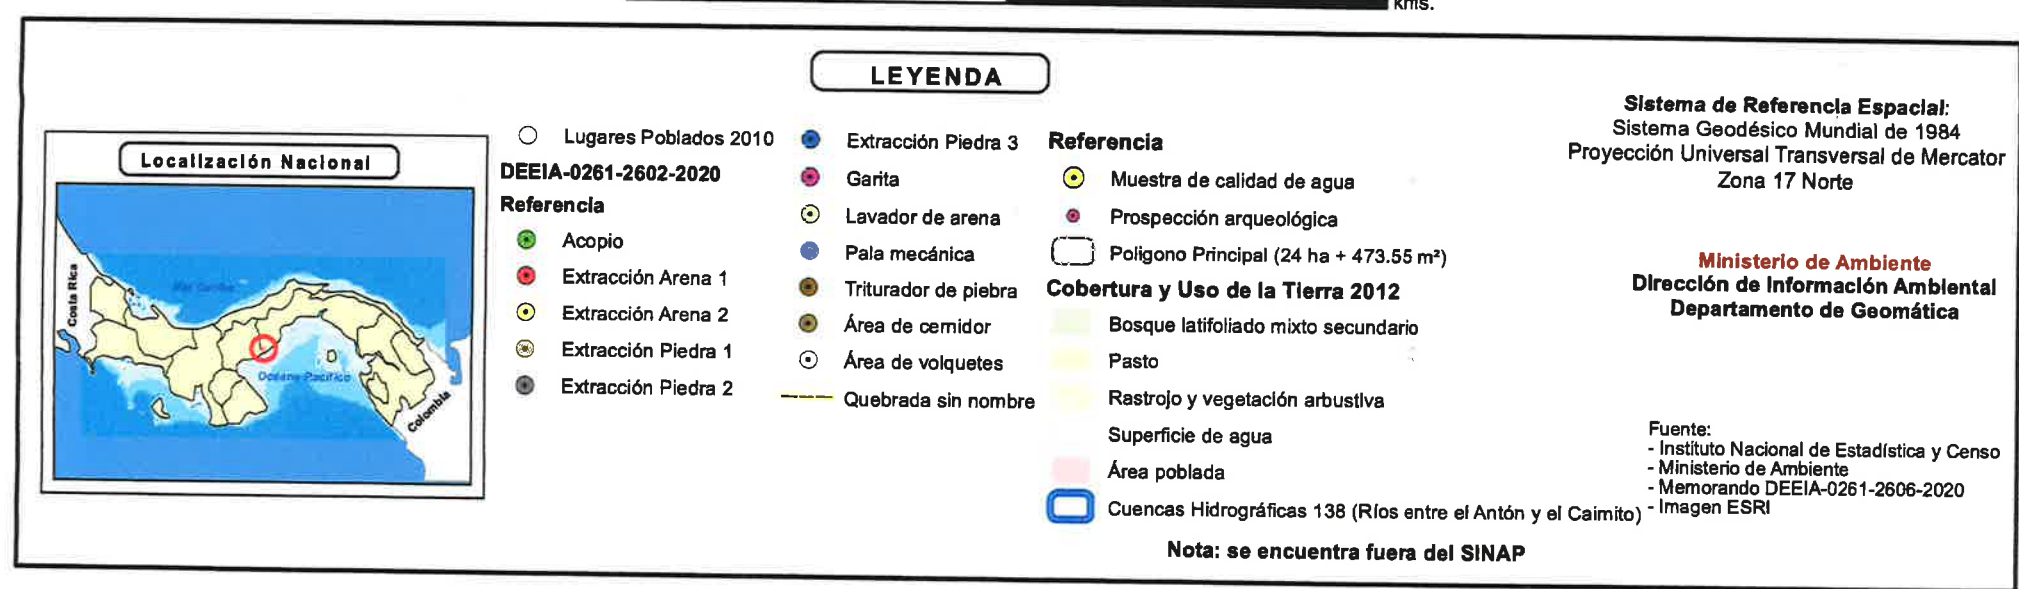 kms.
LEYENDA
Localización Nacional
Costa Rica
Mar Caribe
Océano Pacífico
Colombia
Lugares Poblados 2010
DEEIA-0261-2602-2020
Referencia
Acopio
Extracción Arena 1
Extracción Arena 2
Extracción Piedra 1
Extracción Piedra 2
Extracción Piedra 3
Garita
Lavador de arena
Pala mecánica
Triturador de piebra
Área de cernidor
Área de volquetes
Quebrada sin nombre
Referencia
Muestra de calidad de agua
Prospección arqueológica
Poligono Principal (24 ha + 473.55 m²)
Cobertura y Uso de la Tierra 2012
Bosque latifoliado mixto secundario
Pasto
Rastrojo y vegetación arbustiva
Superficie de agua
Área poblada
Cuencas Hidrográficas 138 (Ríos entre el Antón y el Caimito)
Nota: se encuentra fuera del SINAP
Sistema de Referencia Espacial:
Sistema Geodésico Mundial de 1984
Proyección Universal Transversal de Mercator
Zona 17 Norte
Ministerio de Ambiente
Dirección de Información Ambiental
Departamento de Geomática
Fuente:
- Instituto Nacional de Estadística y Censo
- Ministerio de Ambiente
- Memorando DEEIA-0261-2606-2020
- Imagen ESRI